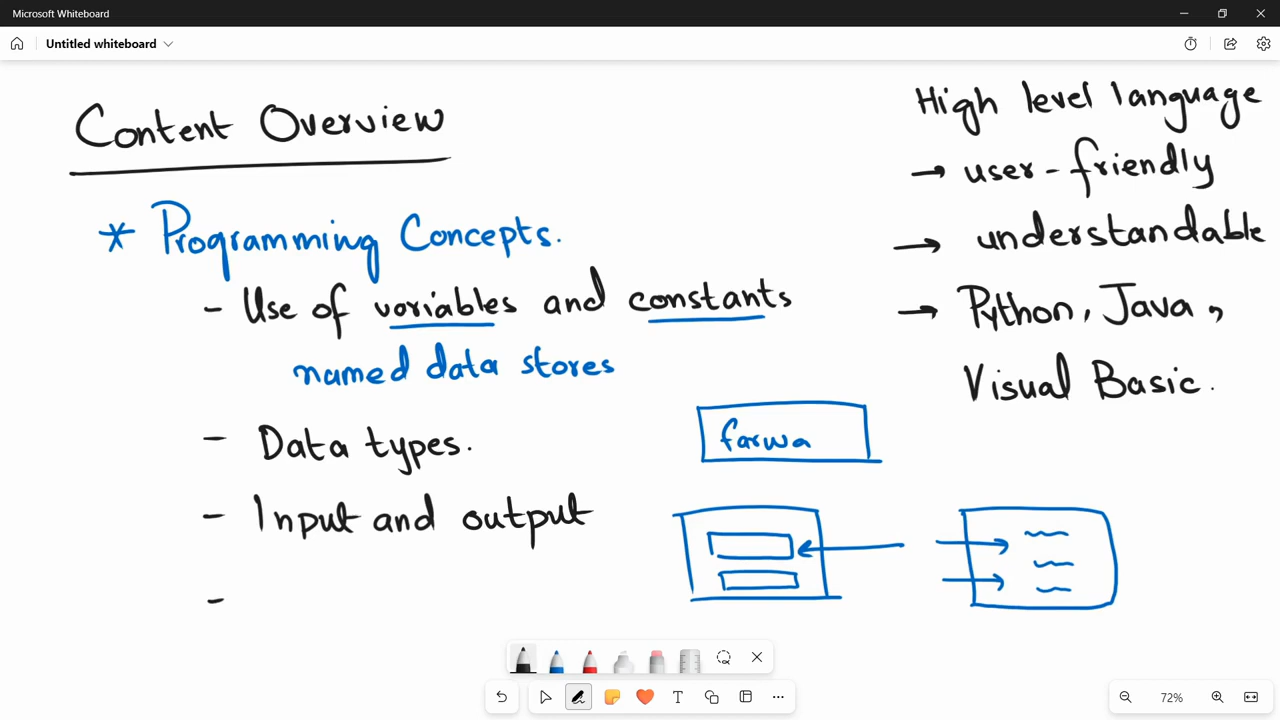 Microsoft Whiteboard
Untitled whiteboard
Content Overview
* Programming Concepts.
- Use of variables and constants
named data stores
- Data types.
- Input and output
-
High level language
→ user-friendly
→ understandable
→ Python, Java,
Visual Basic.
farwa
72%